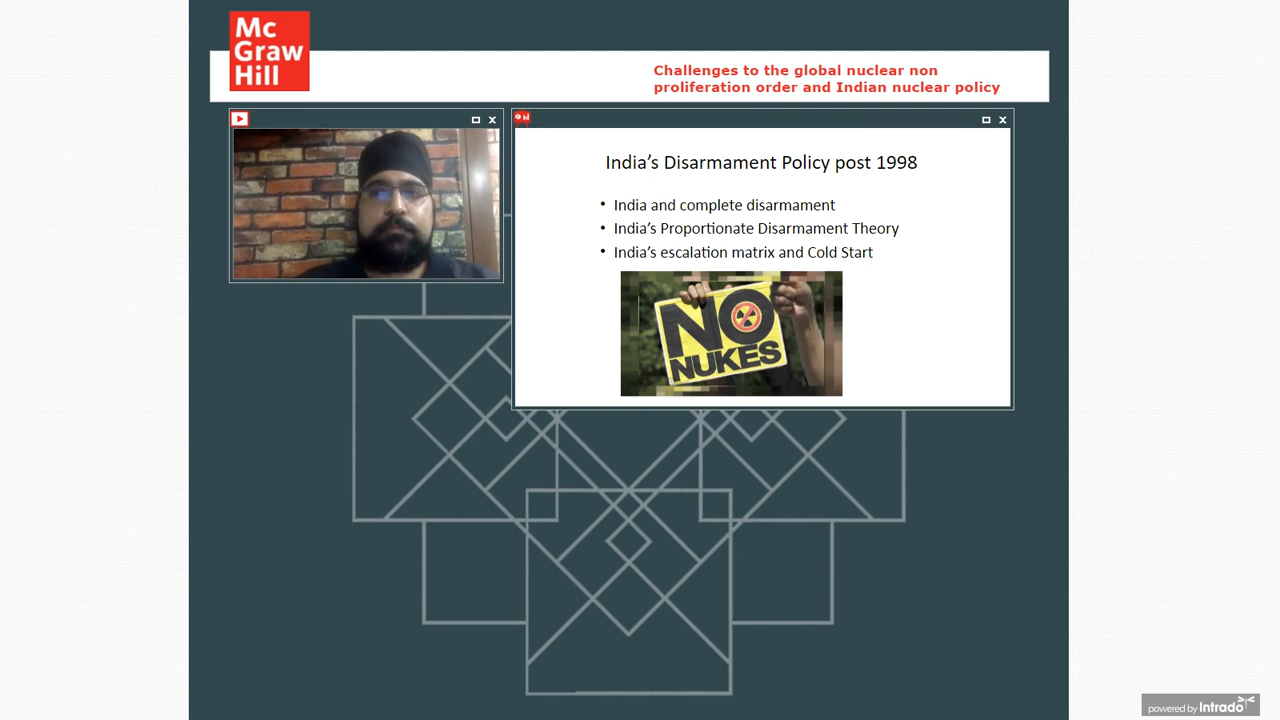 Mc
Graw
Hill
Challenges to the global nuclear non
proliferation order and Indian nuclear policy
India's Disarmament Policy post 1998
• India and complete disarmament
• India's Proportionate Disarmament Theory
• India's escalation matrix and Cold Start
NO
NUKES
powered by Intrado